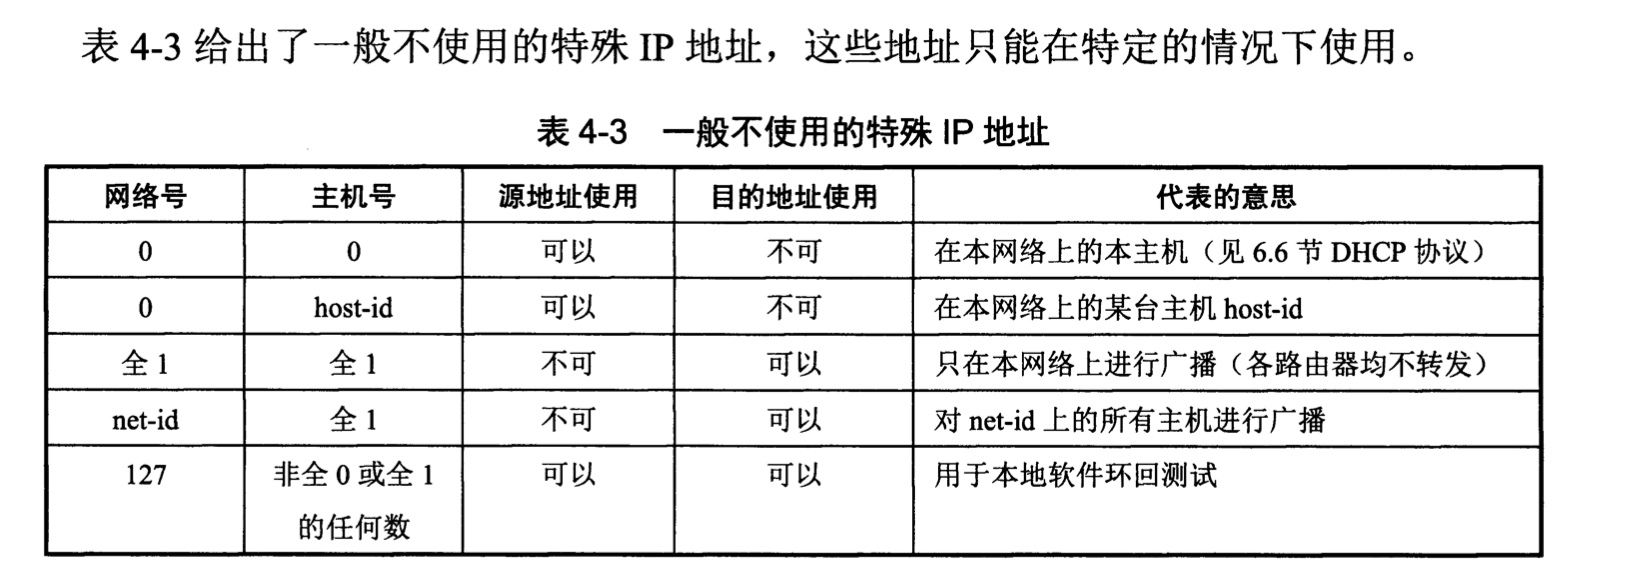 表 4-3 给出了一般不使用的特殊 IP 地址，这些地址只能在特定的情况下使用。
表 4-3 一般不使用的特殊 IP 地址
网络号 主机号 源地址使用 目的地址使用 代表的意思
0 0 可以 不可 在本网络上的本主机（见 6.6 节 DHCP 协议）
0 host-id 可以 不可 在本网络上的某台主机 host-id
全 1 全 1 不可 可以 只在本网络上进行广播（各路由器均不转发）
net-id 全 1 不可 可以 对 net-id 上的所有主机进行广播
127 非全 0 或全 1 可以 可以 用于本地软件环回测试
的任何数